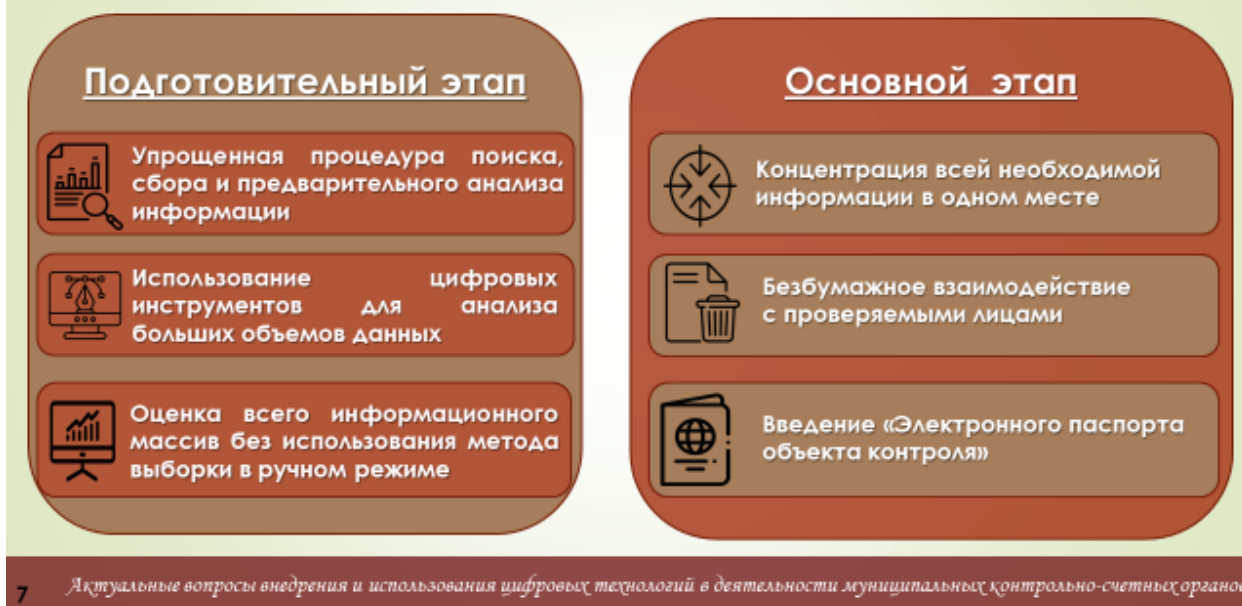 Подготовительный этап
Упрощенная процедура поиска,
сбора и предварительного анализа
информации
Использование цифровых
инструментов для анализа
больших объемов данных
Оценка всего информационного
массив без использования метода
выборки в ручном режиме
Основной этап
Концентрация всей необходимой
информации в одном месте
Безбумажное взаимодействие
с проверяемыми лицами
Введение «Электронного паспорта
объекта контроля»
7 Актуальные вопросы внедрения и использования цифровых технологий в деятельности муниципальных контрольно-счетных органо